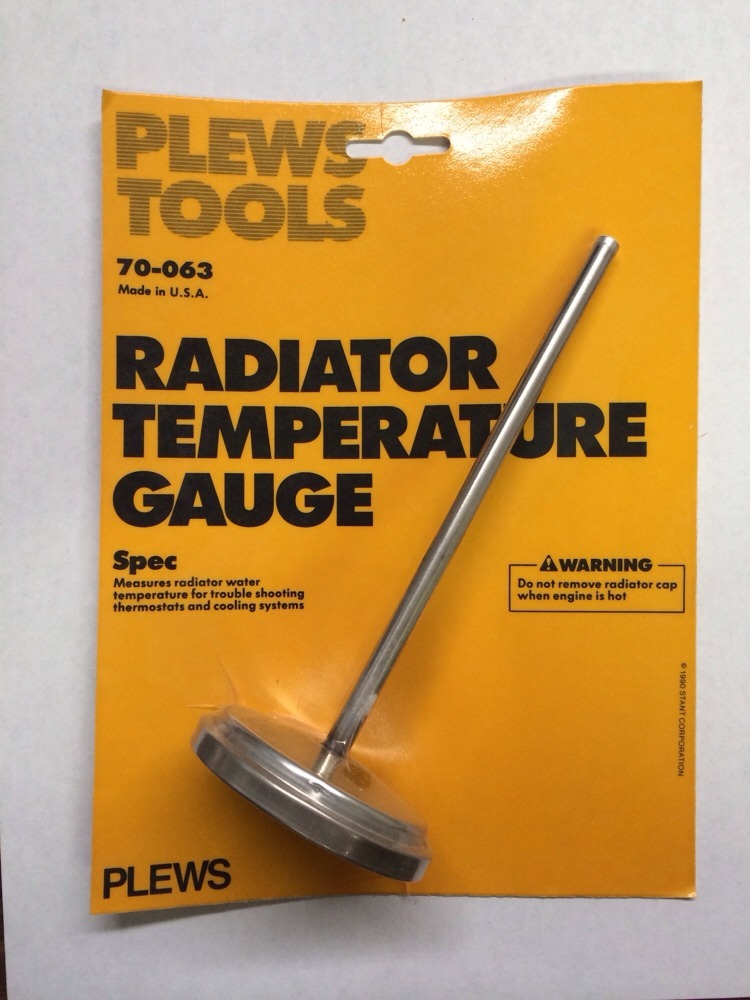 PLEWS
TOOLS
70-063
Made in U.S.A.
RADIATOR
TEMPERATURE
GAUGE
Spec
Measures radiator water
temperature for trouble shooting
thermostats and cooling systems
WARNING
Do not remove radiator cap
when engine is hot
© 1990 STANT CORPORATION
PLEWS